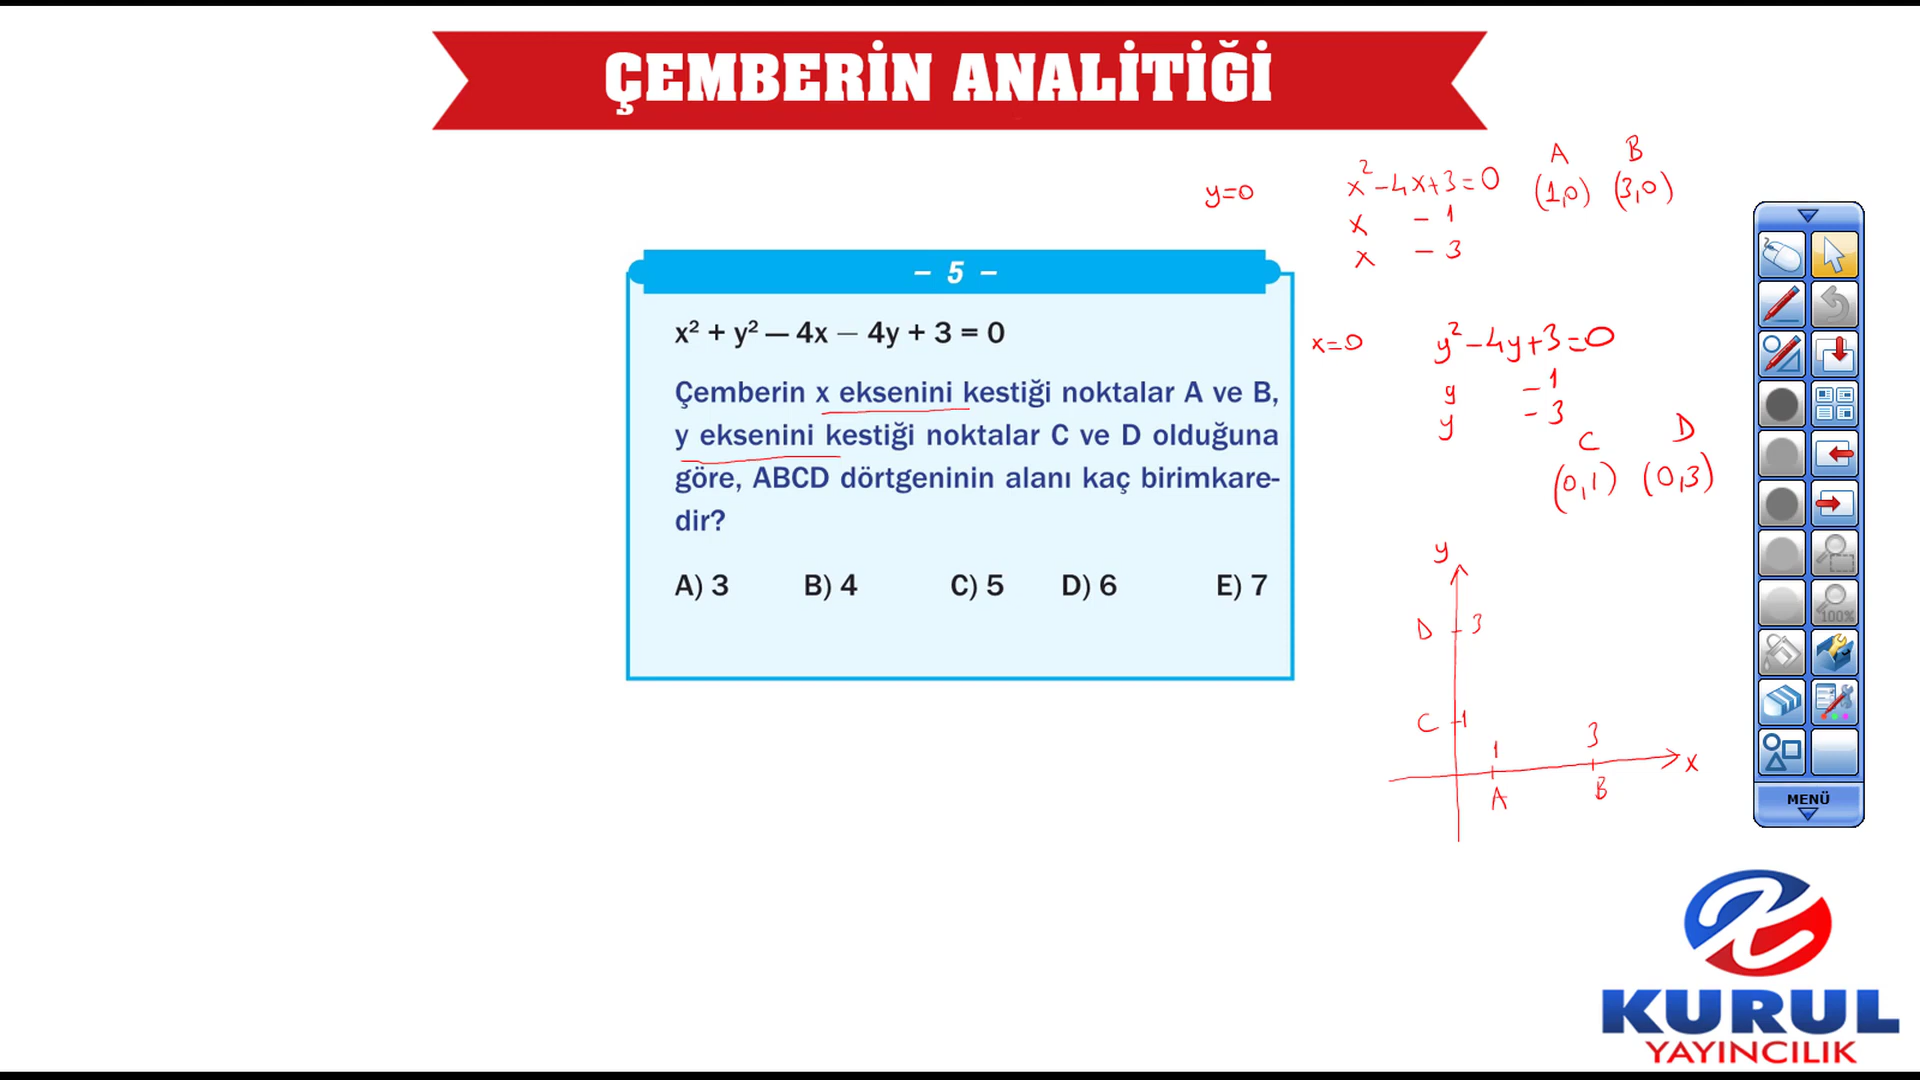 ÇEMBERİN ANALİTİĞİ
y=0
x²-4x+3=0
x -1
x -3
A B
(1,0) (3,0)
- 5 -
x² + y² — 4x — 4y + 3 = 0
Çemberin x eksenini kestiği noktalar A ve B,
y eksenini kestiği noktalar C ve D olduğuna
göre, ABCD dörtgeninin alanı kaç birimkare-
dir?
A) 3 B) 4 C) 5 D) 6 E) 7
x=0
y²-4y+3=0
y -1
y -3
C D
(0,1) (0,3)
y
D 3
C 1
1 3
x
A B
100%
MENÜ
KURUL
YAYINCILIK